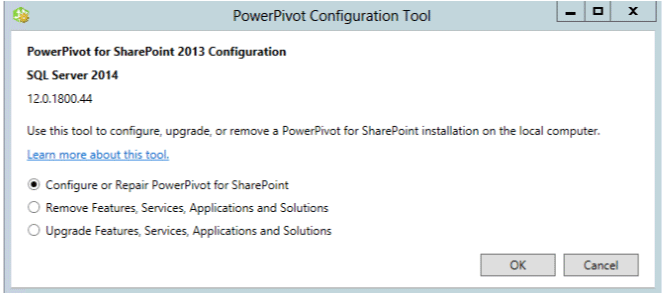 PowerPivot Configuration Tool
PowerPivot for SharePoint 2013 Configuration
SQL Server 2014
12.0.1800.44
Use this tool to configure, upgrade, or remove a PowerPivot for SharePoint installation on the local computer.
Learn more about this tool.
Configure or Repair PowerPivot for SharePoint
Remove Features, Services, Applications and Solutions
Upgrade Features, Services, Applications and Solutions
OK Cancel